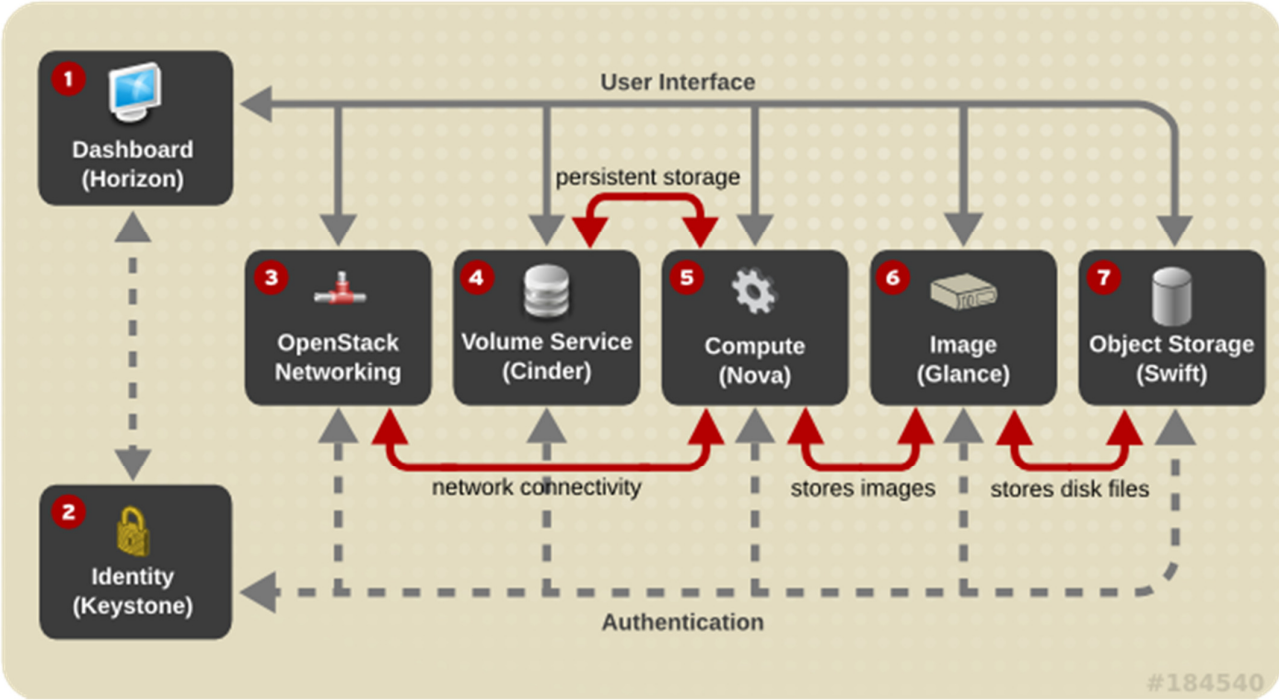 User Interface
1
Dashboard
(Horizon)
persistent storage
3
OpenStack
Networking
4
Volume Service
(Cinder)
5
Compute
(Nova)
6
Image
(Glance)
7
Object Storage
(Swift)
network connectivity
stores images
stores disk files
2
Identity
(Keystone)
Authentication
#184540